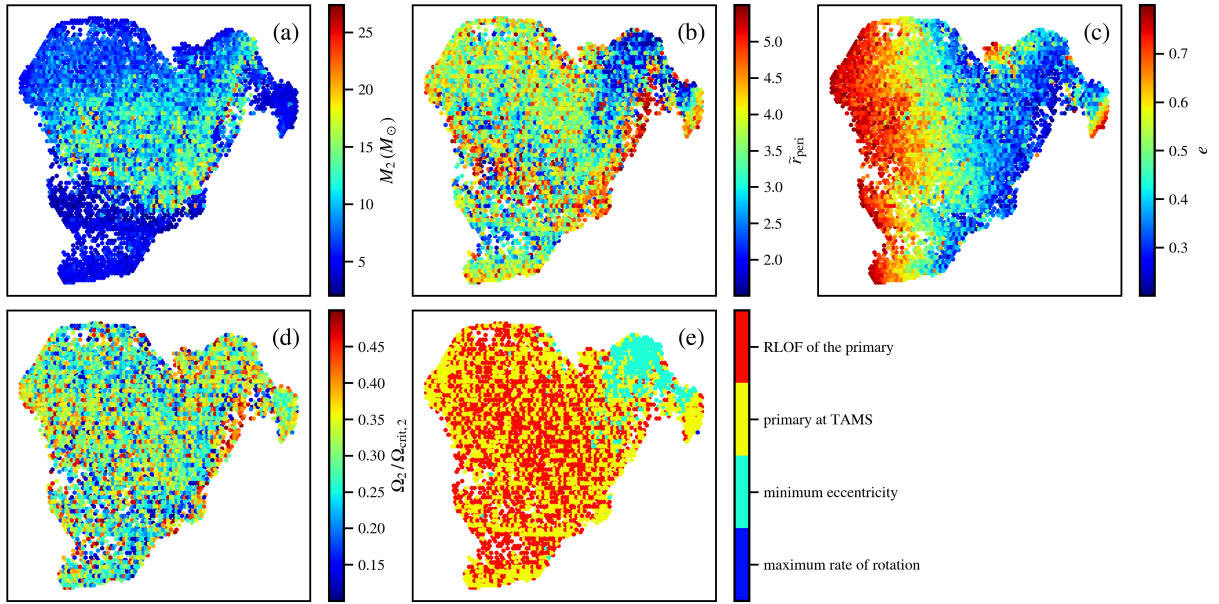 (a)
25
20
15
10
5
M₂ (M⊙)
(b)
5.0
4.5
4.0
3.5
3.0
2.5
2.0
r̃peri
(c)
0.7
0.6
0.5
0.4
0.3
e
(d)
0.45
0.40
0.35
0.30
0.25
0.20
0.15
0.10
Ω₂ / Ωcrit, 2
(e)
RLOF of the primary
primary at TAMS
minimum eccentricity
maximum rate of rotation